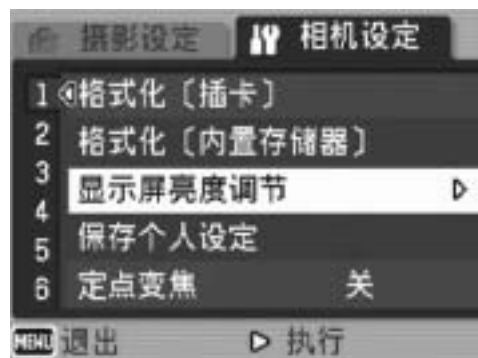 摄影设定 相机设定
1 格式化〔插卡〕
2 格式化〔内置存储器〕
3 显示屏亮度调节
4
5 保存个人设定
6 定点变焦 关
MENU 退出 执行